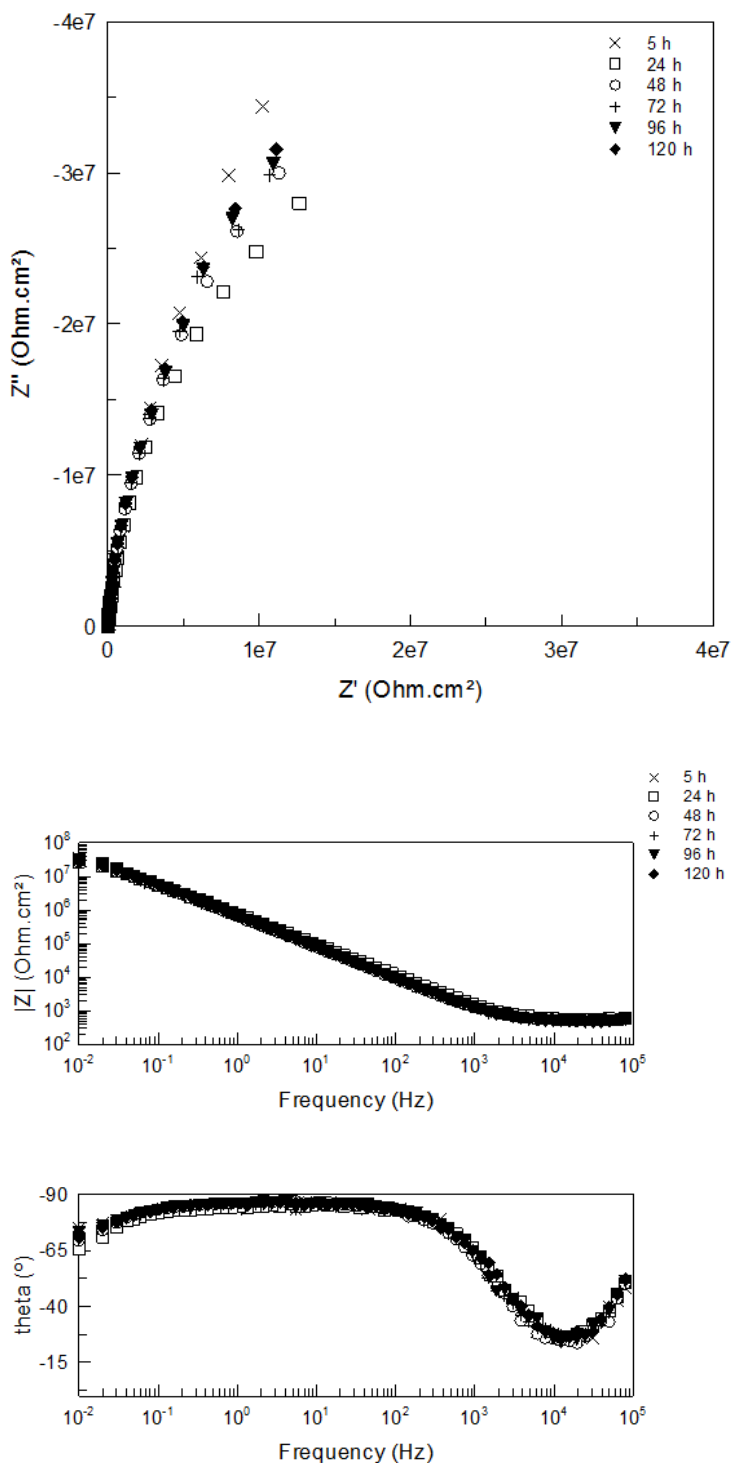 -4e7
-3e7
-2e7
-1e7
0
Z'' (Ohm.cm²)
5 h
24 h
48 h
72 h
96 h
120 h
0 1e7 2e7 3e7 4e7
Z' (Ohm.cm²)
5 h
24 h
48 h
72 h
96 h
120 h
|Z| (Ohm.cm²)
10⁸
10⁷
10⁶
10⁵
10⁴
10³
10²
10⁻² 10⁻¹ 10⁰ 10¹ 10² 10³ 10⁴ 10⁵
Frequency (Hz)
theta (º)
-90
-65
-40
-15
10⁻² 10⁻¹ 10⁰ 10¹ 10² 10³ 10⁴ 10⁵
Frequency (Hz)